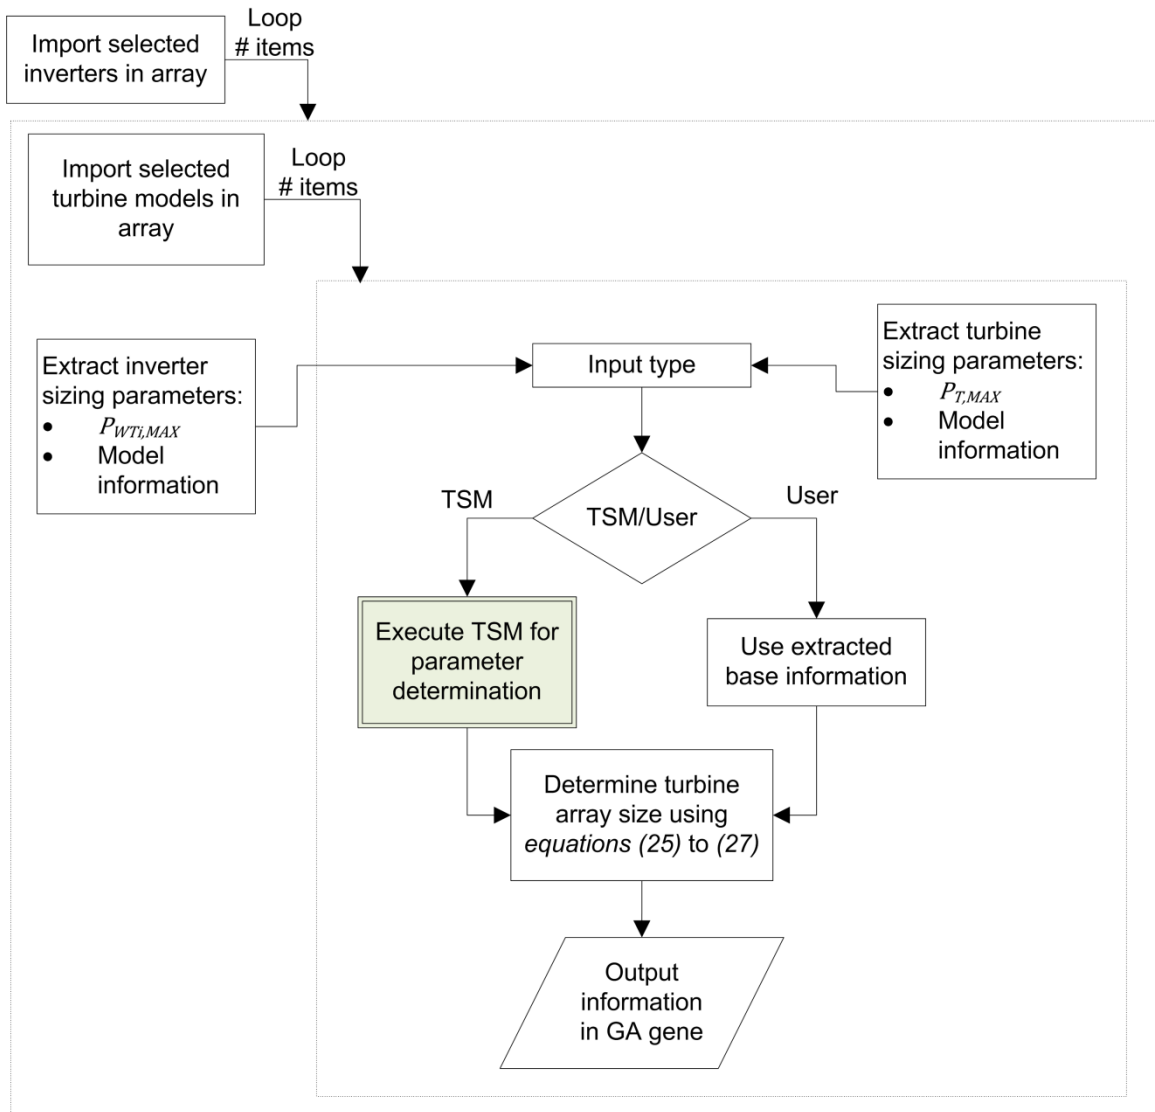 Import selected
inverters in array
Loop
# items
Import selected
turbine models in
array
Loop
# items
Extract inverter
sizing parameters:
• P_WTi,MAX
• Model
information
Input type
Extract turbine
sizing parameters:
• P_T,MAX
• Model
information
TSM
TSM/User
User
Execute TSM for
parameter
determination
Use extracted
base information
Determine turbine
array size using
equations (25) to (27)
Output
information
in GA gene